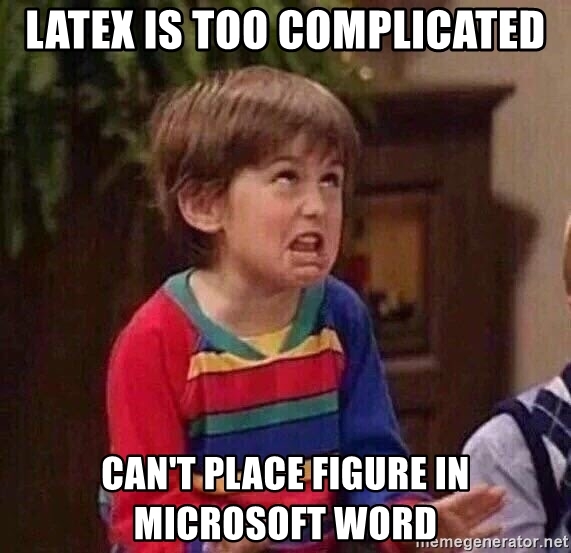 LATEX IS TOO COMPLICATED
CAN'T PLACE FIGURE IN
MICROSOFT WORD
memegenerator.net